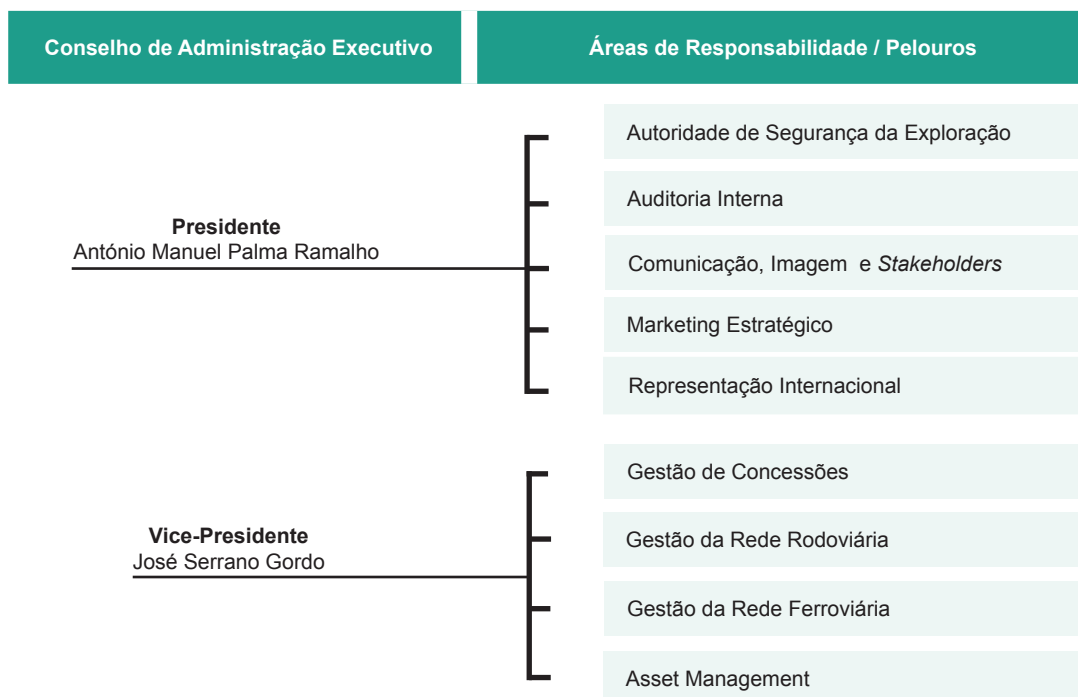 Conselho de Administração Executivo
Áreas de Responsabilidade / Pelouros
Presidente
António Manuel Palma Ramalho
Autoridade de Segurança da Exploração
Auditoria Interna
Comunicação, Imagem e Stakeholders
Marketing Estratégico
Representação Internacional
Vice-Presidente
José Serrano Gordo
Gestão de Concessões
Gestão da Rede Rodoviária
Gestão da Rede Ferroviária
Asset Management